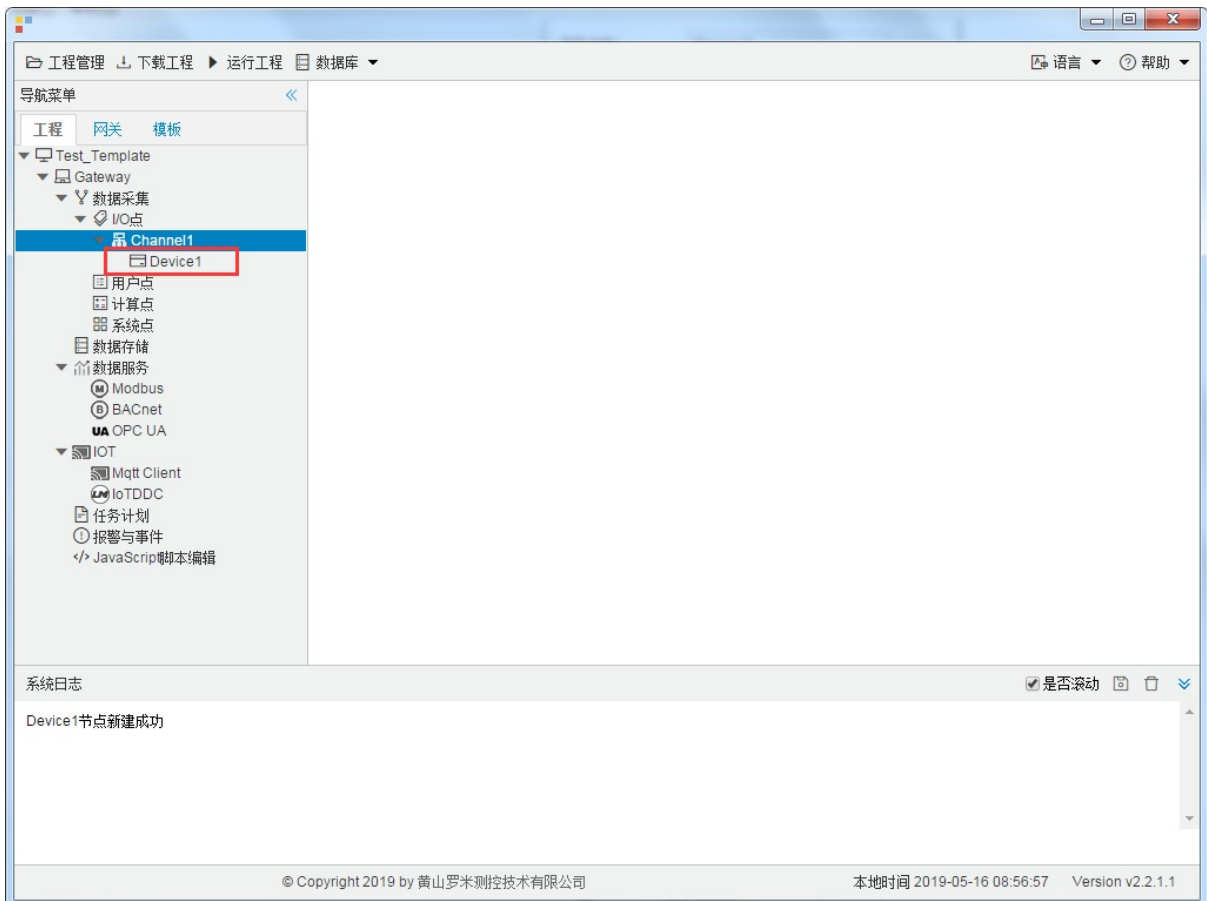 工程管理 下载工程 运行工程 数据库 语言 帮助
导航菜单
工程 网关 模板
Test_Template
Gateway
数据采集
I/O点
Channel1
Device1
用户点
计算点
系统点
数据存储
数据服务
M Modbus
B BACnet
UA OPC UA
IOT
Mqtt Client
LM IoTDDC
任务计划
报警与事件
</> JavaScript脚本编辑
系统日志 是否滚动
Device1节点新建成功
© Copyright 2019 by 黄山罗米测控技术有限公司 本地时间 2019-05-16 08:56:57 Version v2.2.1.1